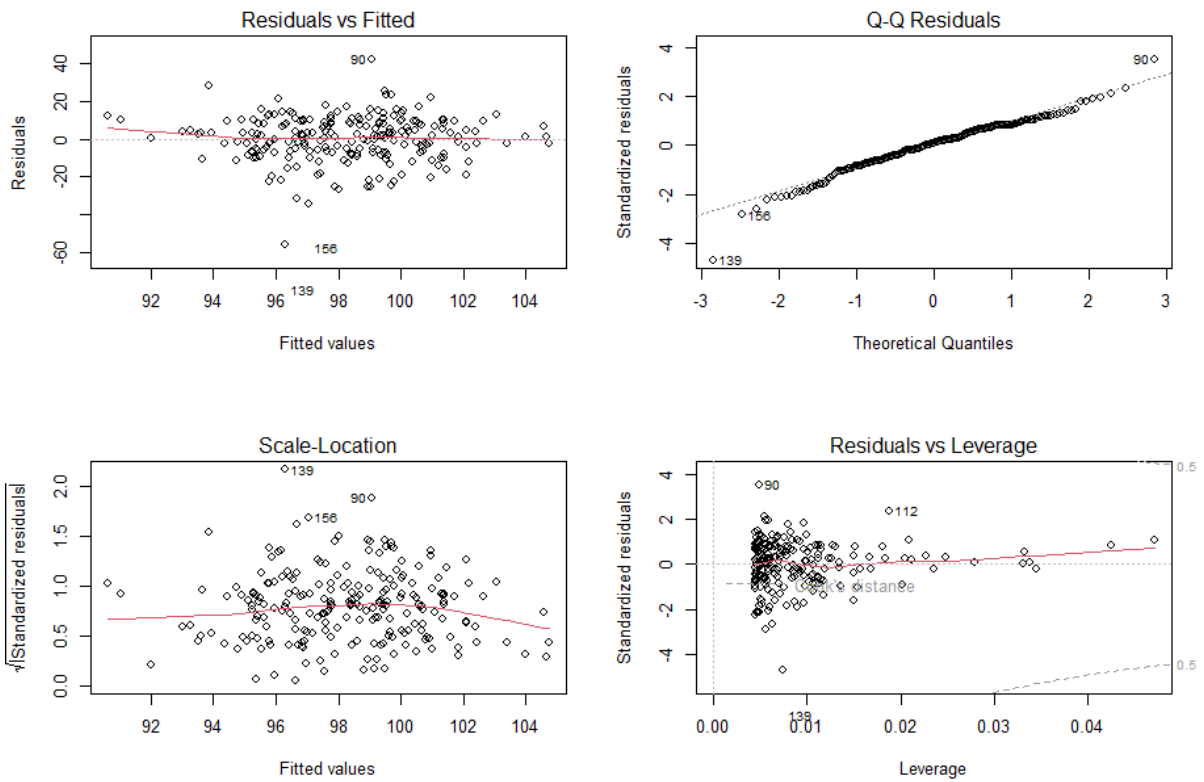 Residuals vs Fitted
Residuals
40
20
0
-20
-60
90
156
139
92 94 96 98 100 102 104
Fitted values
Q-Q Residuals
Standardized residuals
4
2
0
-2
-4
90
156
139
-3 -2 -1 0 1 2 3
Theoretical Quantiles
Scale-Location
√|Standardized residuals|
2.0
1.5
1.0
0.5
0.0
139
90
156
92 94 96 98 100 102 104
Fitted values
Residuals vs Leverage
Standardized residuals
4
2
0
-2
-4
90
112
Cook's distance
139
0.5
0.5
0.00 0.01 0.02 0.03 0.04
Leverage